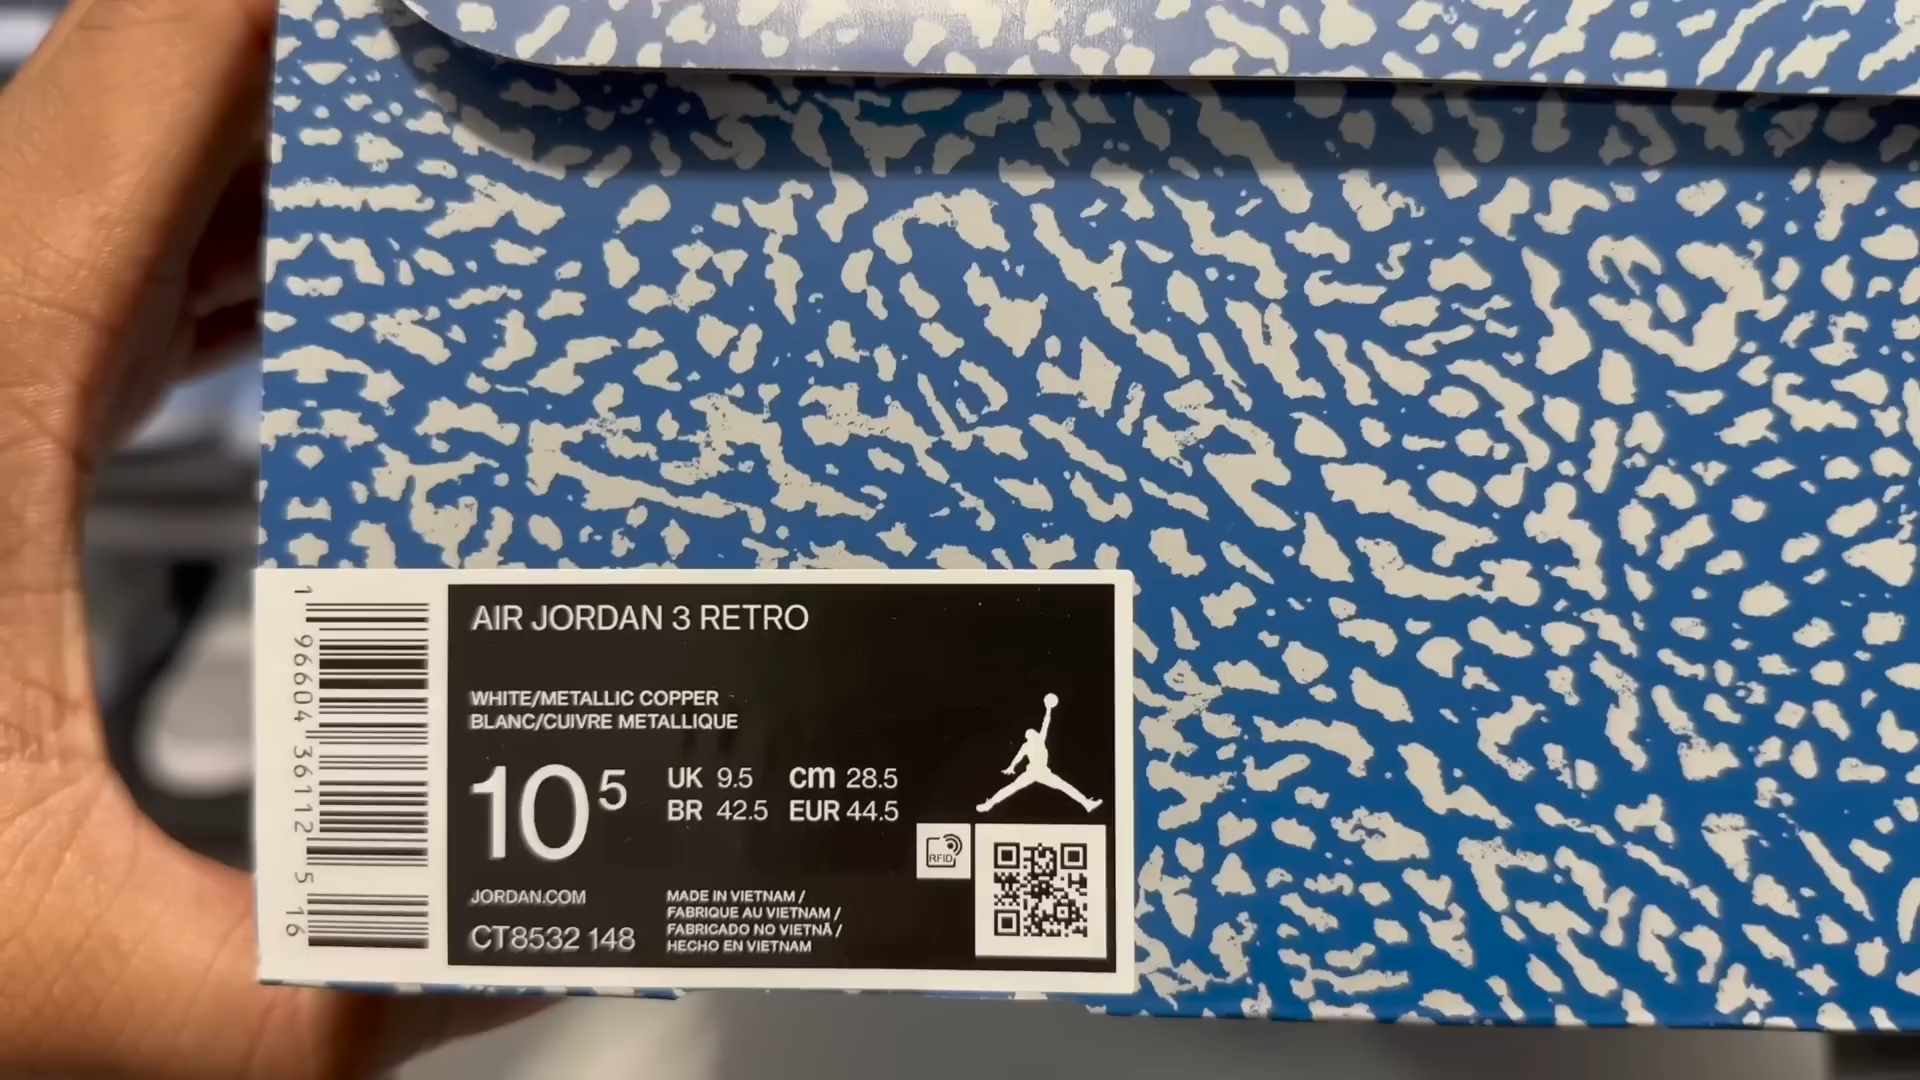 AIR JORDAN 3 RETRO
WHITE/METALLIC COPPER
BLANC/CUIVRE METALLIQUE
10 5
UK 9.5 cm 28.5
BR 42.5 EUR 44.5
RFID
JORDAN.COM
CT8532 148
MADE IN VIETNAM /
FABRIQUE AU VIETNAM /
FABRICADO NO VIETNÃ /
HECHO EN VIETNAM
1 96604 36112 5 16